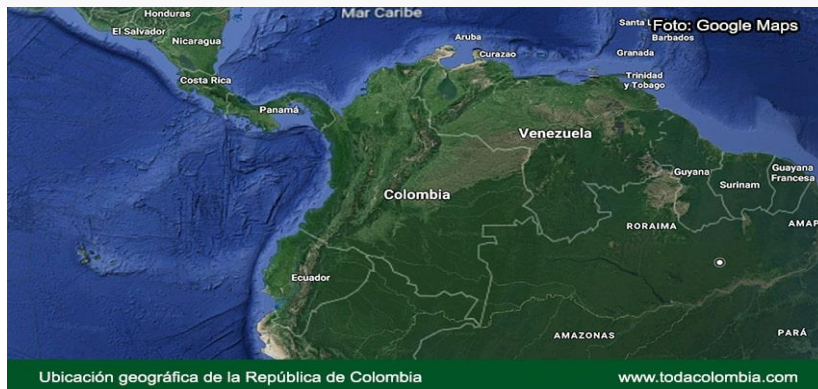 Honduras
Mar Caribe
Foto: Google Maps
El Salvador
Nicaragua
Aruba
Curazao
Barbados
Granada
Costa Rica
Trinidad
y Tobago
Panamá
Venezuela
Guyana
Surinam
Guayana
Francesa
Colombia
RORAIMA
Ecuador
AMAZONAS
PARÁ
Ubicación geográfica de la República de Colombia
www.todacolombia.com